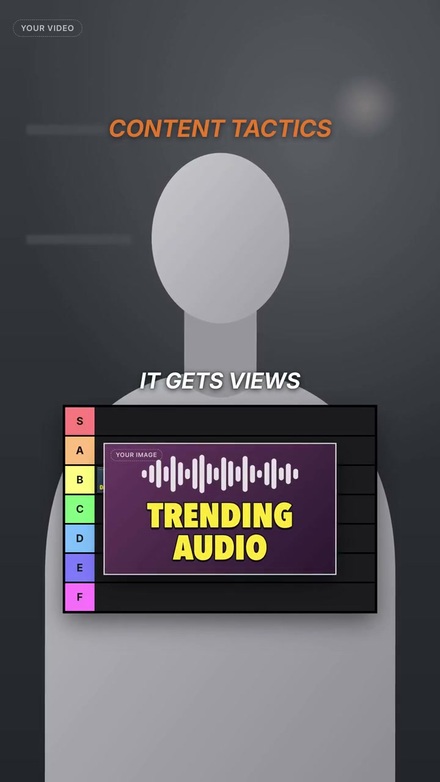 YOUR VIDEO
CONTENT TACTICS
IT GETS VIEWS
S
A
B
C
D
E
F
YOUR IMAGE
TRENDING
AUDIO